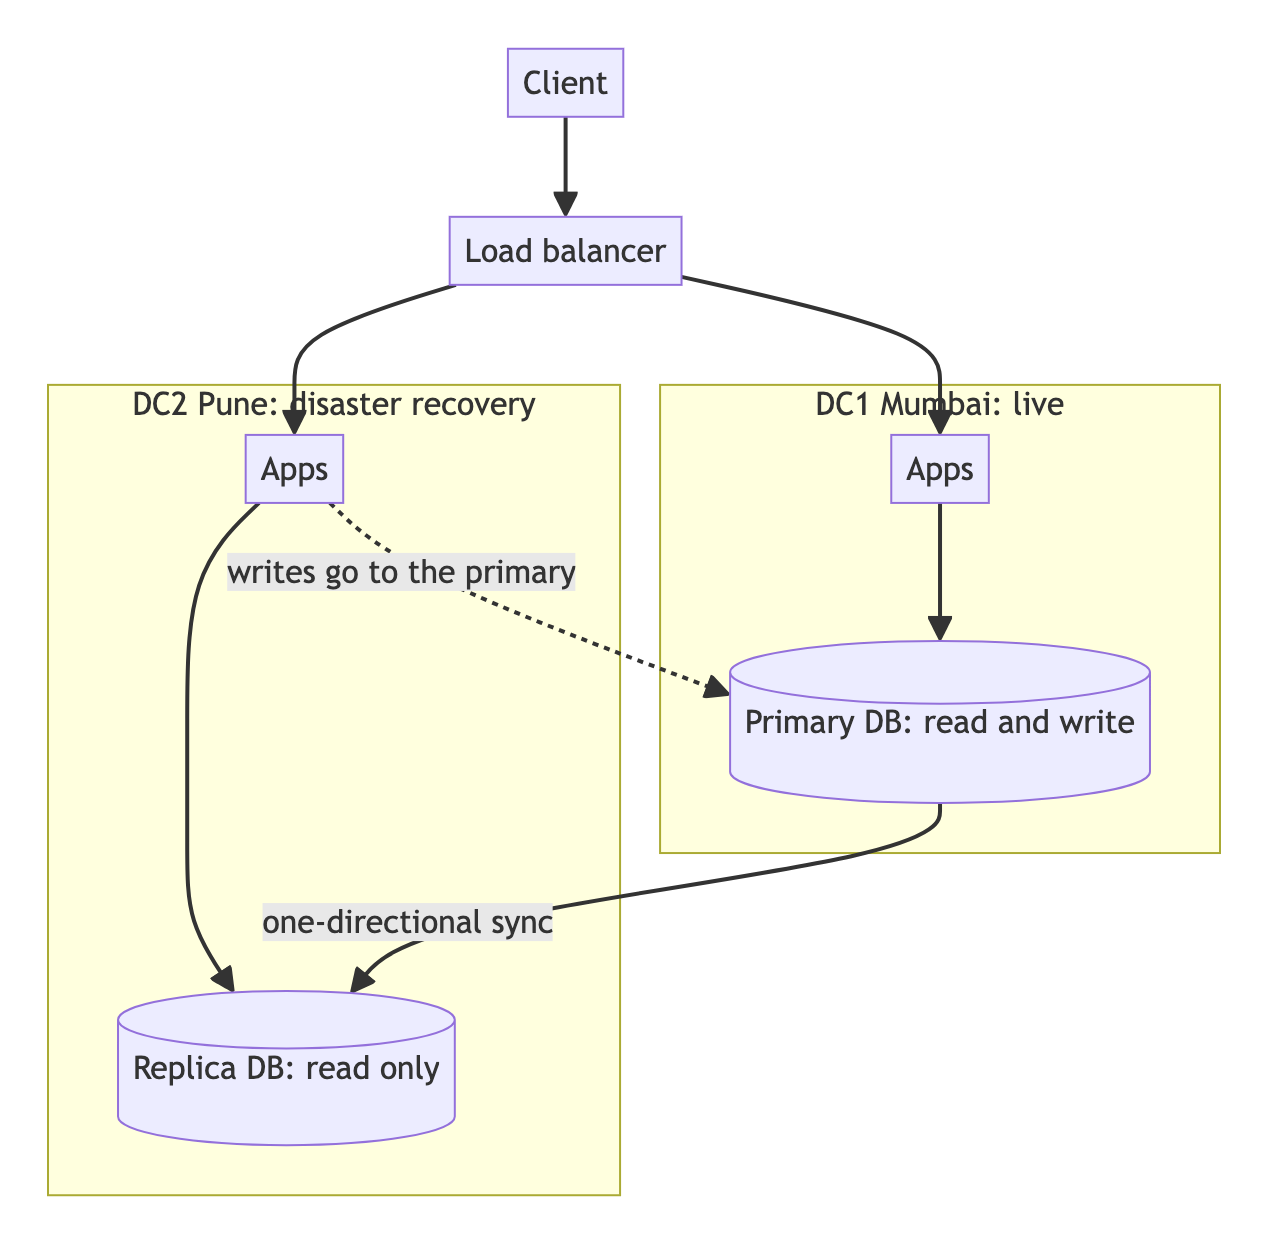 Client
Load balancer
DC2 Pune: disaster recovery
DC1 Mumbai: live
Apps
Apps
writes go to the primary
Primary DB: read and write
one-directional sync
Replica DB: read only